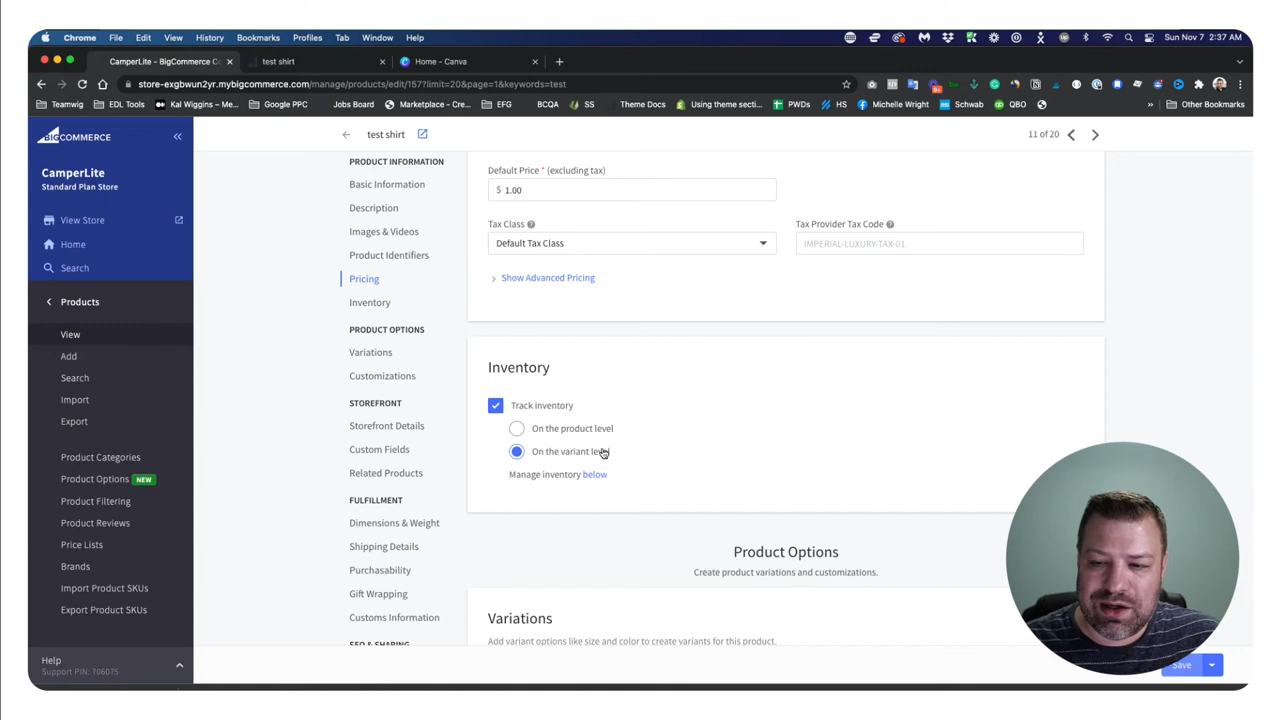 Chrome File Edit View History Bookmarks Profiles Tab Window Help
Sun Nov 7 2:37 AM
CamperLite - BigCommerce Co
test shirt
Home - Canva
store-exgbwun2yr.mybigcommerce.com/manage/products/edit/157?limit=20&page=1&keywords=test
Teamwig EDL Tools Kal Wiggins – Me... Google PPC Jobs Board Marketplace - Cre... EFG BCQA SS Theme Docs Using theme secti... PWDs HS Michelle Wright Schwab QBO Other Bookmarks
BIGCOMMERCE
CamperLite
Standard Plan Store
View Store
Home
Search
Products
View
Add
Search
Import
Export
Product Categories
Product Options NEW
Product Filtering
Product Reviews
Price Lists
Brands
Import Product SKUs
Export Product SKUs
Help
Support PIN: 706075
test shirt
11 of 20
PRODUCT INFORMATION
Basic Information
Description
Images & Videos
Product Identifiers
Pricing
Inventory
PRODUCT OPTIONS
Variations
Customizations
STOREFRONT
Storefront Details
Custom Fields
Related Products
FULFILLMENT
Dimensions & Weight
Shipping Details
Purchasability
Gift Wrapping
Customs Information
SEO & SHARING
Default Price * (excluding tax)
$ 1.00
Tax Class
Tax Provider Tax Code
Default Tax Class
IMPERIAL-LUXURY-TAX-01
Show Advanced Pricing
Inventory
Track inventory
On the product level
On the variant level
Manage inventory below
Product Options
Create product variations and customizations.
Variations
Add variant options like size and color to create variants for this product.
Save